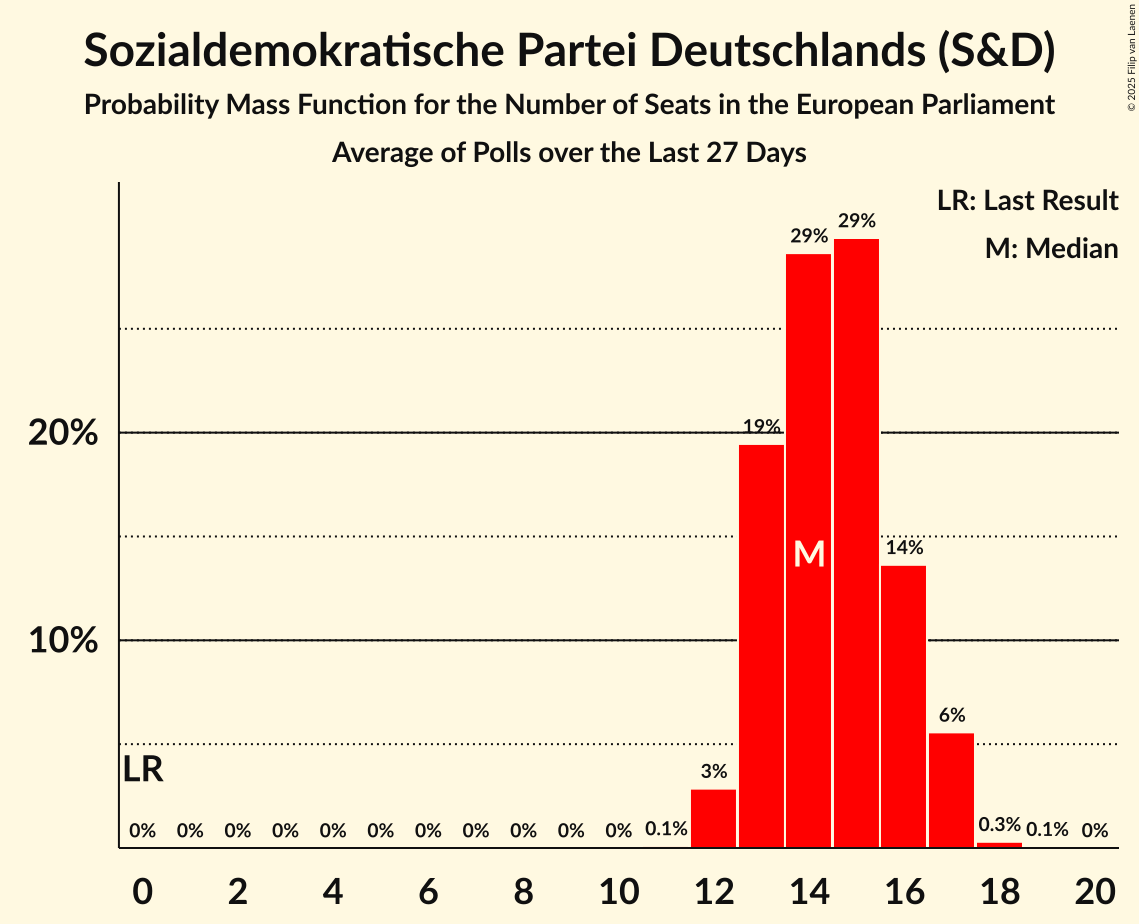 Sozialdemokratische Partei Deutschlands (S&D)
Probability Mass Function for the Number of Seats in the European Parliament
Average of Polls over the Last 27 Days
© 2025 Filip van Laenen
LR: Last Result
M: Median
29%
29%
20%
19%
M
14%
10%
6%
LR
3%
0% 0% 0% 0% 0% 0% 0% 0% 0% 0% 0% 0.1% 0.3% 0.1% 0%
0 2 4 6 8 10 12 14 16 18 20